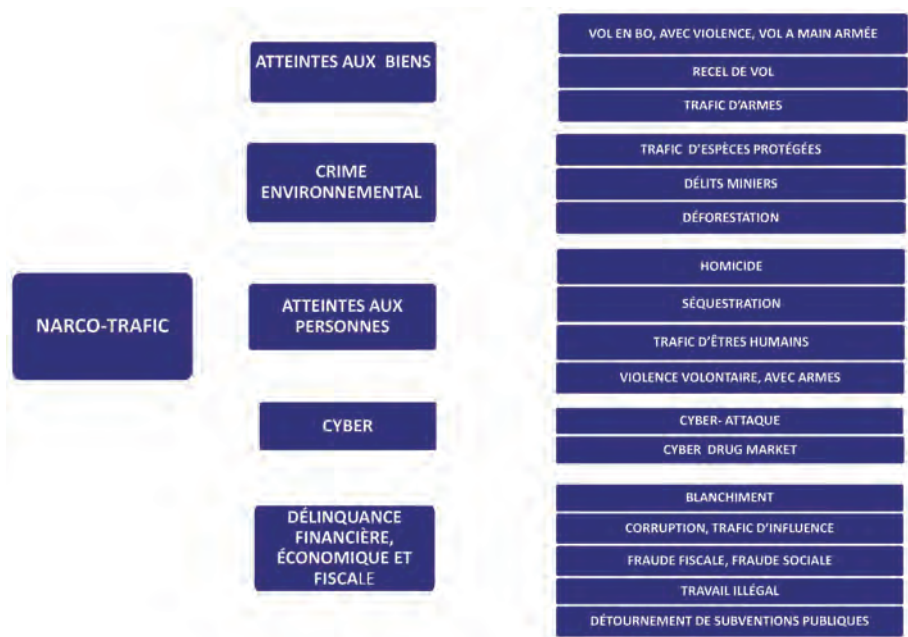 NARCO-TRAFIC
ATTEINTES AUX BIENS
VOL EN BO, AVEC VIOLENCE, VOL A MAIN ARMÉE
RECEL DE VOL
TRAFIC D'ARMES
CRIME
ENVIRONNEMENTAL
TRAFIC D'ESPÈCES PROTÉGÉES
DÉLITS MINIERS
DÉFORESTATION
ATTEINTES AUX
PERSONNES
HOMICIDE
SÉQUESTRATION
TRAFIC D'ÊTRES HUMAINS
VIOLENCE VOLONTAIRE, AVEC ARMES
CYBER
CYBER- ATTAQUE
CYBER DRUG MARKET
DÉLINQUANCE
FINANCIÈRE,
ÉCONOMIQUE ET
FISCALE
BLANCHIMENT
CORRUPTION, TRAFIC D'INFLUENCE
FRAUDE FISCALE, FRAUDE SOCIALE
TRAVAIL ILLÉGAL
DÉTOURNEMENT DE SUBVENTIONS PUBLIQUES